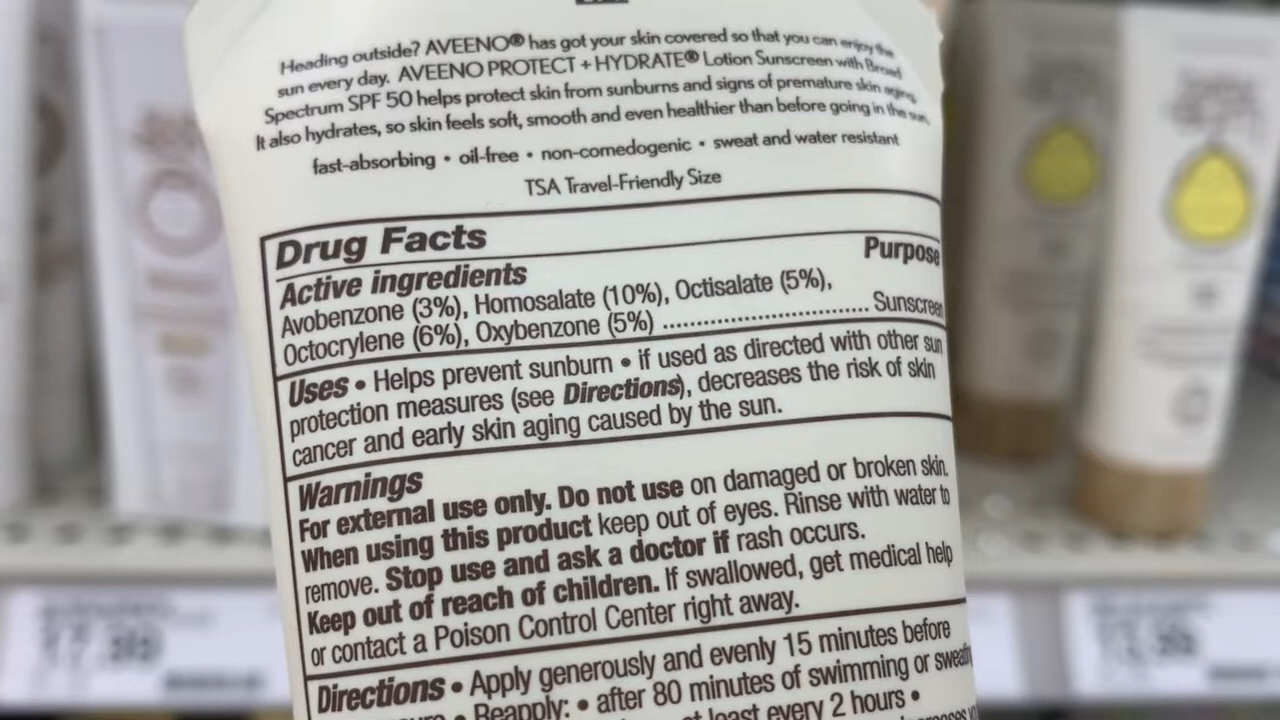 Heading outside? AVEENO® has got your skin covered so that you can enjoy the
sun every day. AVEENO PROTECT + HYDRATE® Lotion Sunscreen with Broad
Spectrum SPF 50 helps protect skin from sunburns and signs of premature skin aging.
It also hydrates, so skin feels soft, smooth and even healthier than before going in the sun.
fast-absorbing • oil-free • non-comedogenic • sweat and water resistant
TSA Travel-Friendly Size
Drug Facts
Active ingredients Purpose
Avobenzone (3%), Homosalate (10%), Octisalate (5%),
Octocrylene (6%), Oxybenzone (5%) ............................. Sunscreen
Uses • Helps prevent sunburn • if used as directed with other sun
protection measures (see Directions), decreases the risk of skin
cancer and early skin aging caused by the sun.
Warnings
For external use only. Do not use on damaged or broken skin.
When using this product keep out of eyes. Rinse with water to
remove. Stop use and ask a doctor if rash occurs.
Keep out of reach of children. If swallowed, get medical help
or contact a Poison Control Center right away.
Directions • Apply generously and evenly 15 minutes before
• Reapply: • after 80 minutes of swimming or sweating
least every 2 hours •